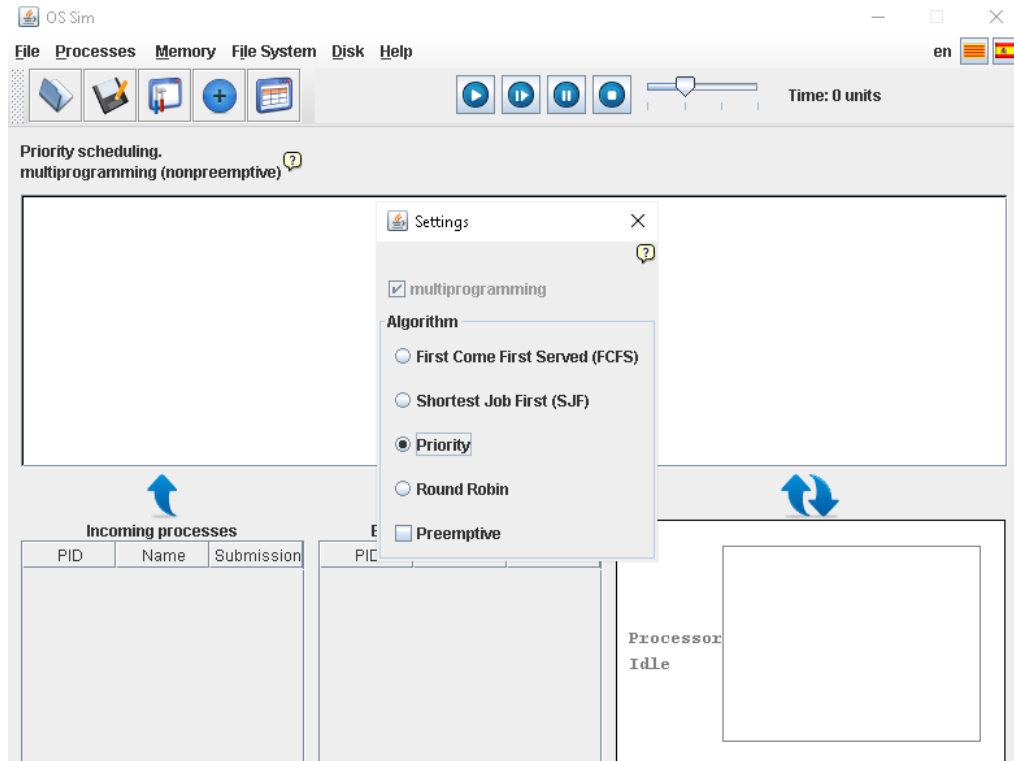 OS Sim
File Processes Memory File System Disk Help en
Time: 0 units
Priority scheduling.
multiprogramming (nonpreemptive) ?
Settings
?
multiprogramming
Algorithm
First Come First Served (FCFS)
Shortest Job First (SJF)
Priority
Round Robin
Preemptive
Incoming processes
PID Name Submission
Processor
Idle